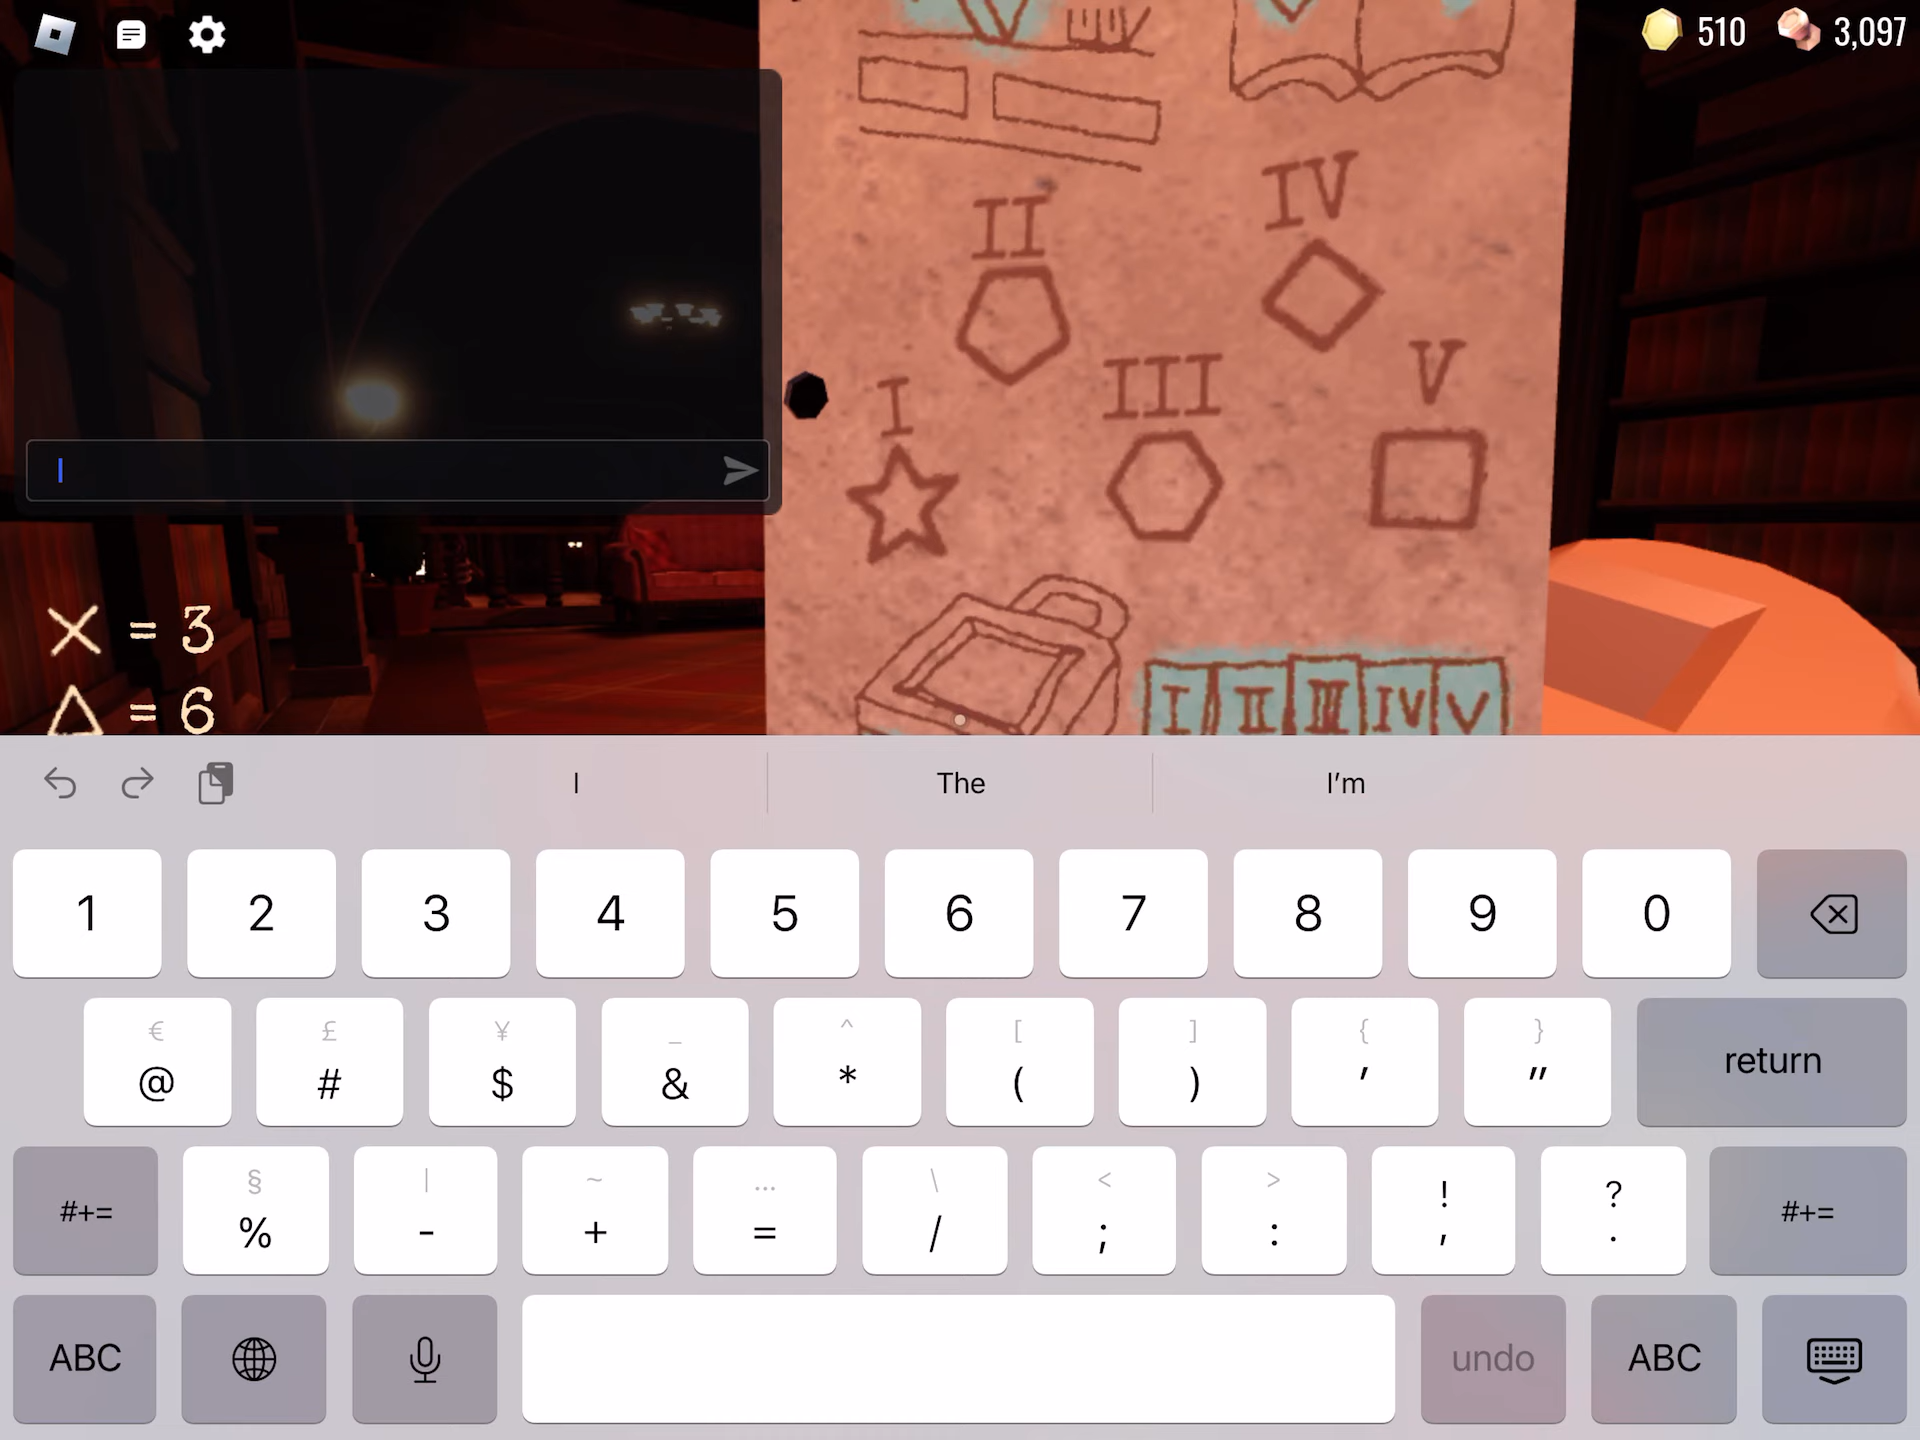 510 3,097
IV
II
V
III
I
X = 3
△ = 6
I II III IV V
I The I’m
1 2 3 4 5 6 7 8 9 0
€ £ ¥ _ ^ [ ] { }
@ # $ & * ( ) ' " return
§ | ~ … \ < > ! ?
#+= % - + = / ; : , . #+=
ABC undo ABC